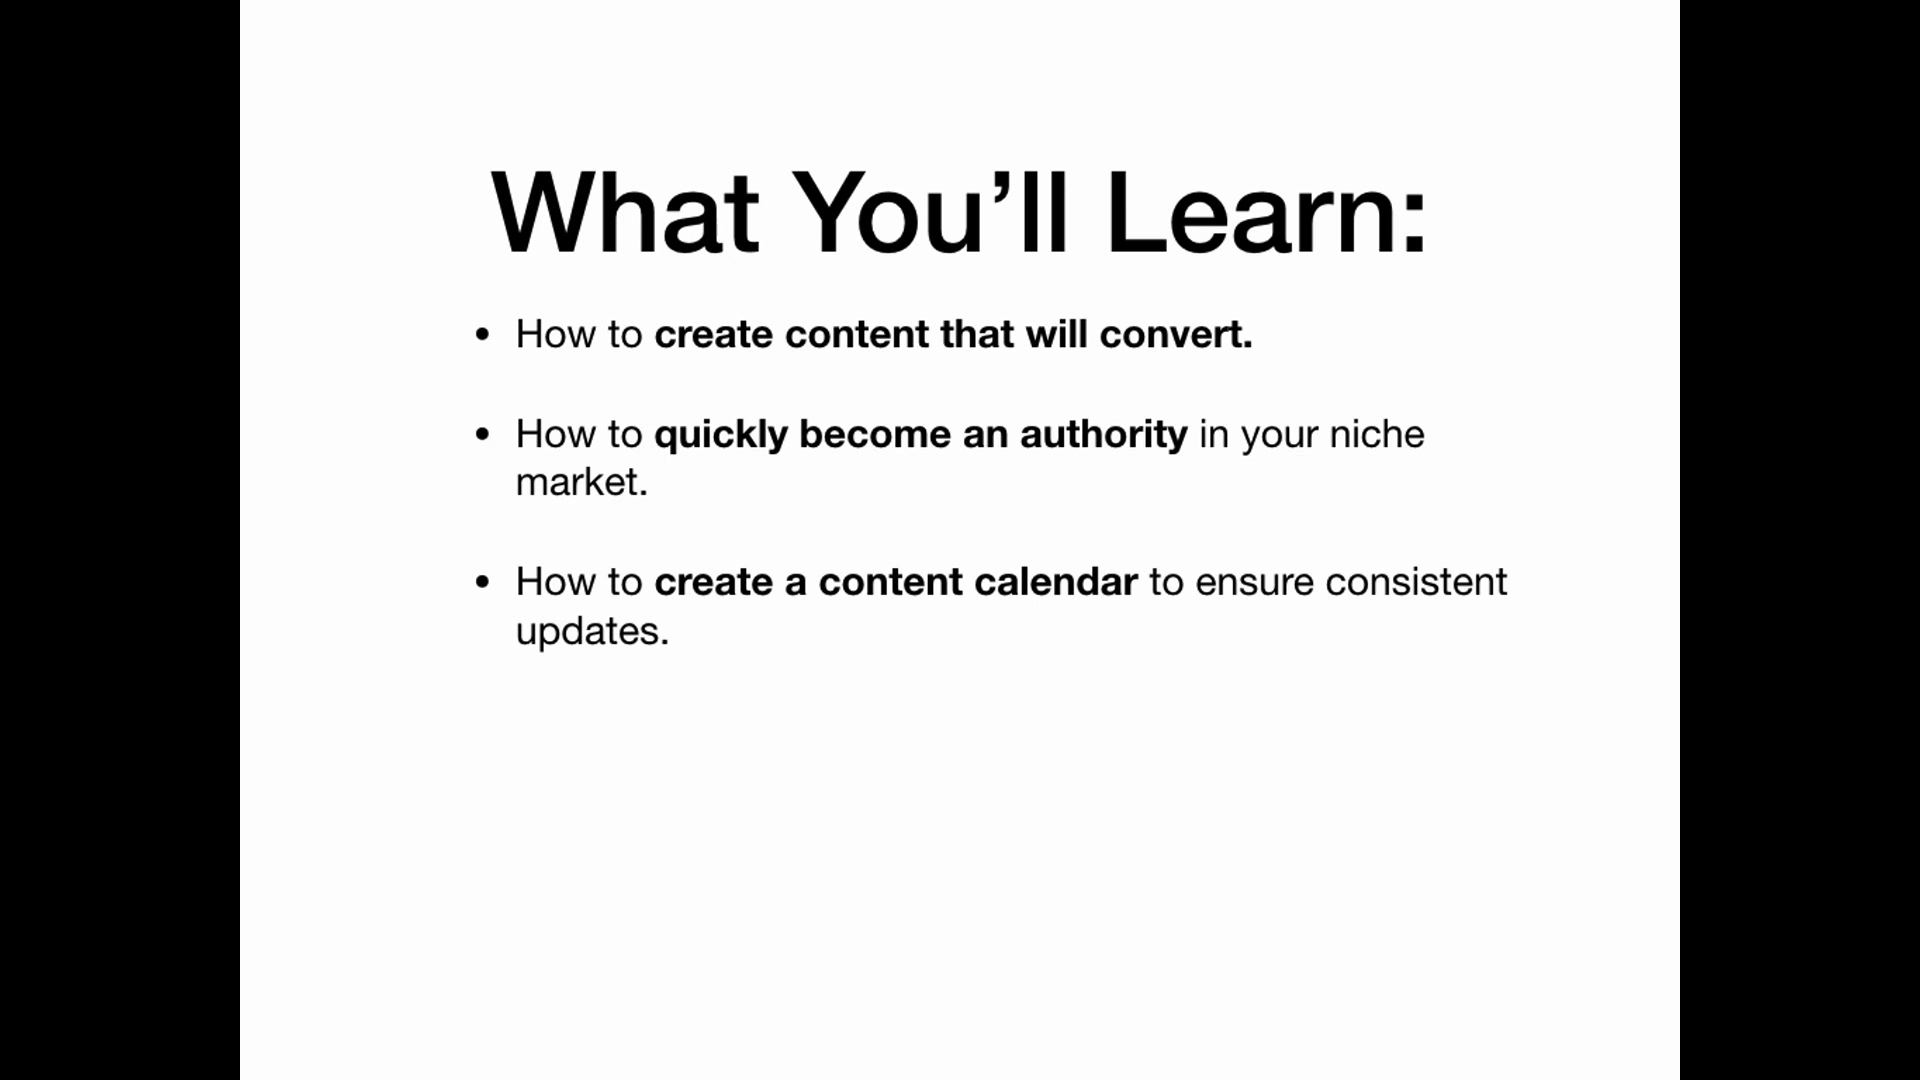 What You’ll Learn:
• How to create content that will convert.
• How to quickly become an authority in your niche
market.
• How to create a content calendar to ensure consistent
updates.